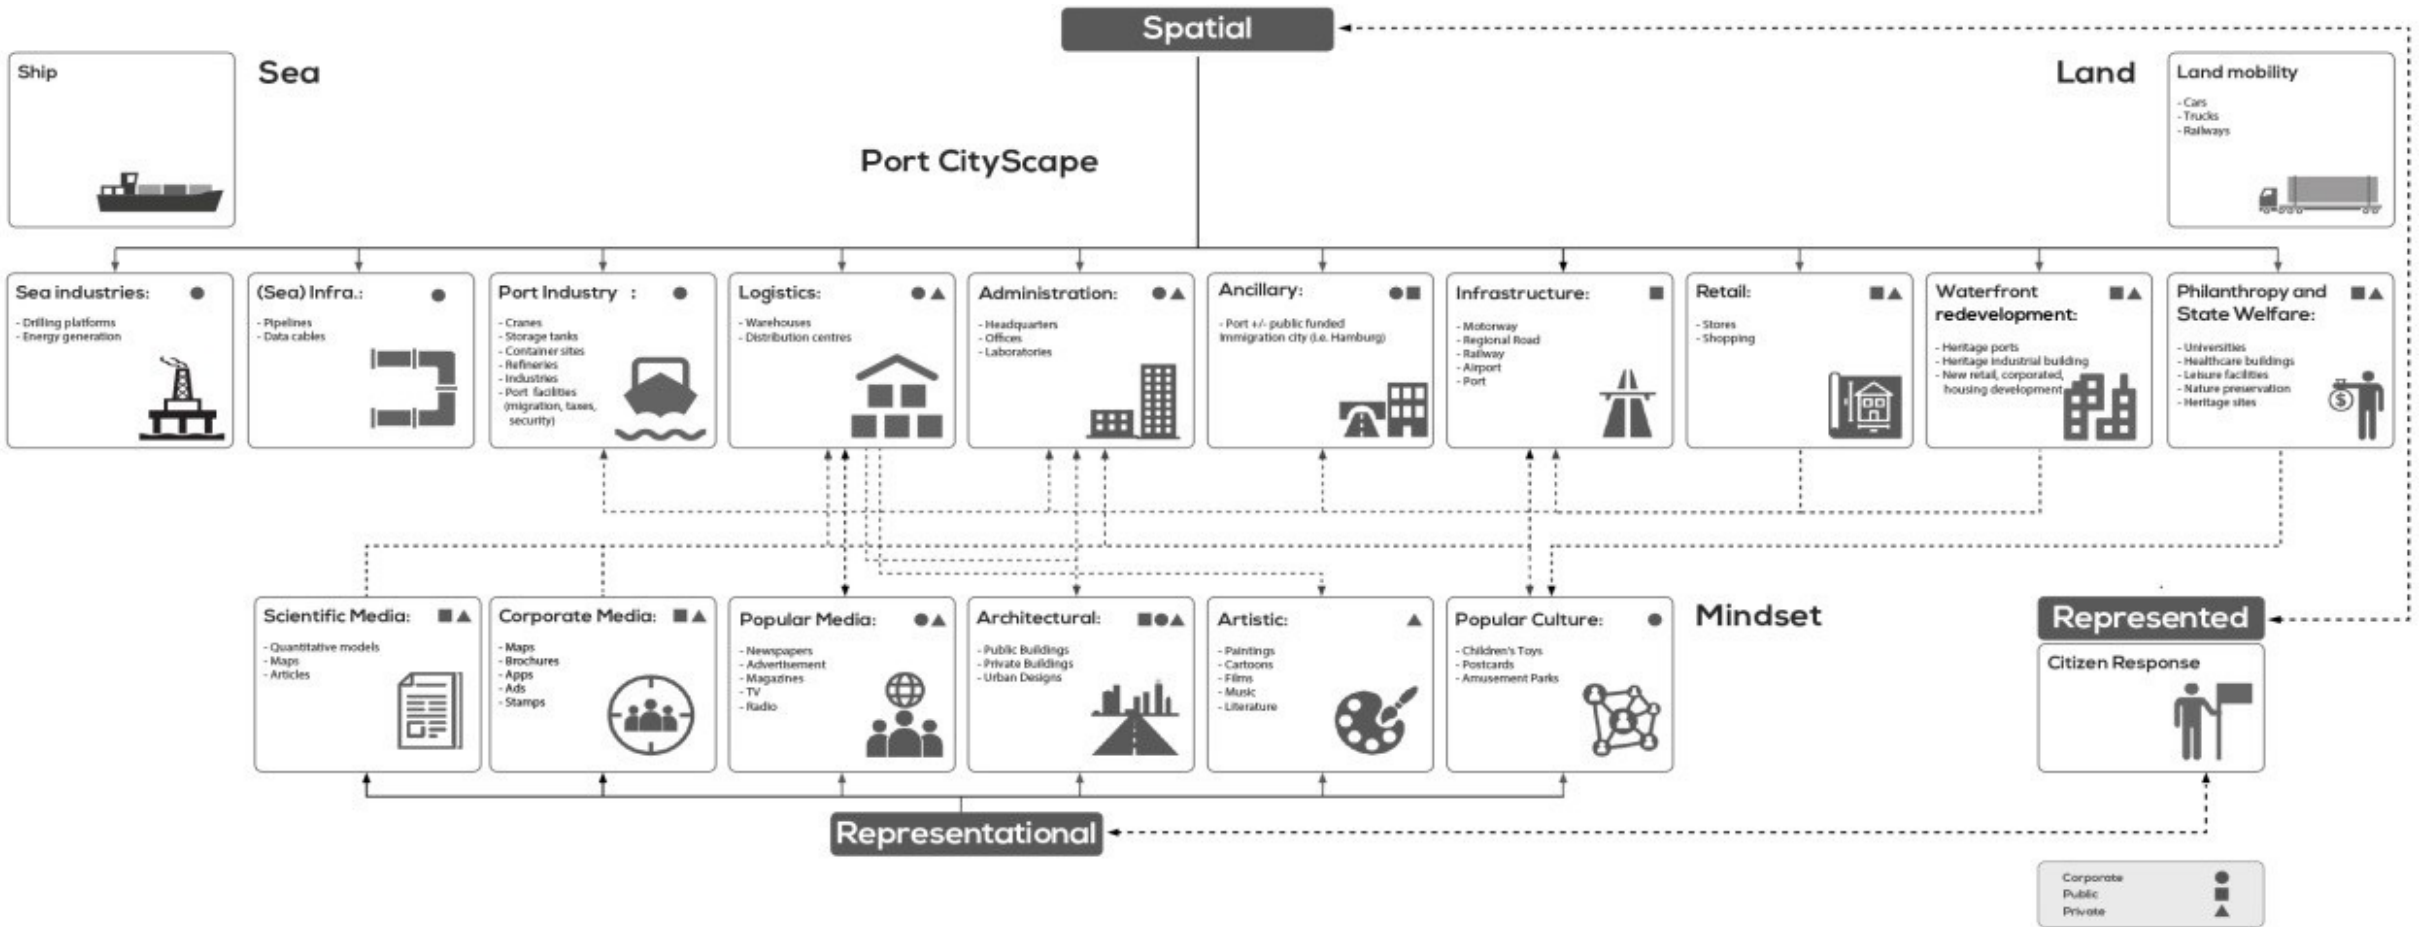 Spatial
Ship
Sea
Land
Land mobility
- Cars
- Trucks
- Railways
Port CityScape
Sea industries:
- Drilling platforms
- Energy generation
(Sea) Infra.:
- Pipelines
- Data cables
Port Industry :
- Cranes
- Storage tanks
- Container sites
- Refineries
- Industries
- Port facilities
(migration, taxes,
security)
Logistics:
- Warehouses
- Distribution centres
Administration:
- Headquarters
- Offices
- Laboratories
Ancillary:
- Port +/- public funded
immigration city (i.e. Hamburg)
Infrastructure:
- Motorway
- Regional Road
- Railway
- Airport
- Port
Retail:
- Stores
- Shopping
Waterfront
redevelopment:
- Heritage ports
- Heritage industrial building
- New retail, corporated,
housing development
Philanthropy and
State Welfare:
- Universities
- Healthcare buildings
- Leisure facilities
- Nature preservation
- Heritage sites
$
Scientific Media:
- Quantitative models
- Maps
- Articles
Corporate Media:
- Maps
- Brochures
- Apps
- Ads
- Stamps
Popular Media:
- Newspapers
- Advertisement
- Magazines
- TV
- Radio
Architectural:
- Public Buildings
- Private Buildings
- Urban Designs
Artistic:
- Paintings
- Cartoons
- Films
- Music
- Literature
Popular Culture:
- Children's Toys
- Postcards
- Amusement Parks
Mindset
Represented
Citizen Response
Representational
Corporate
Public
Private